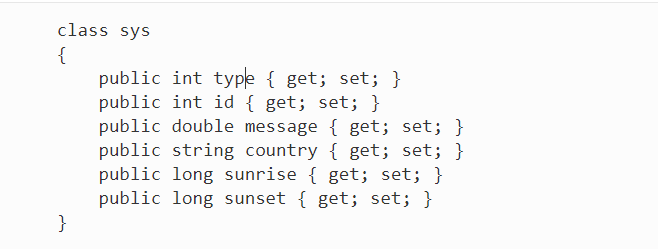 class sys
{
public int type { get; set; }
public int id { get; set; }
public double message { get; set; }
public string country { get; set; }
public long sunrise { get; set; }
public long sunset { get; set; }
}